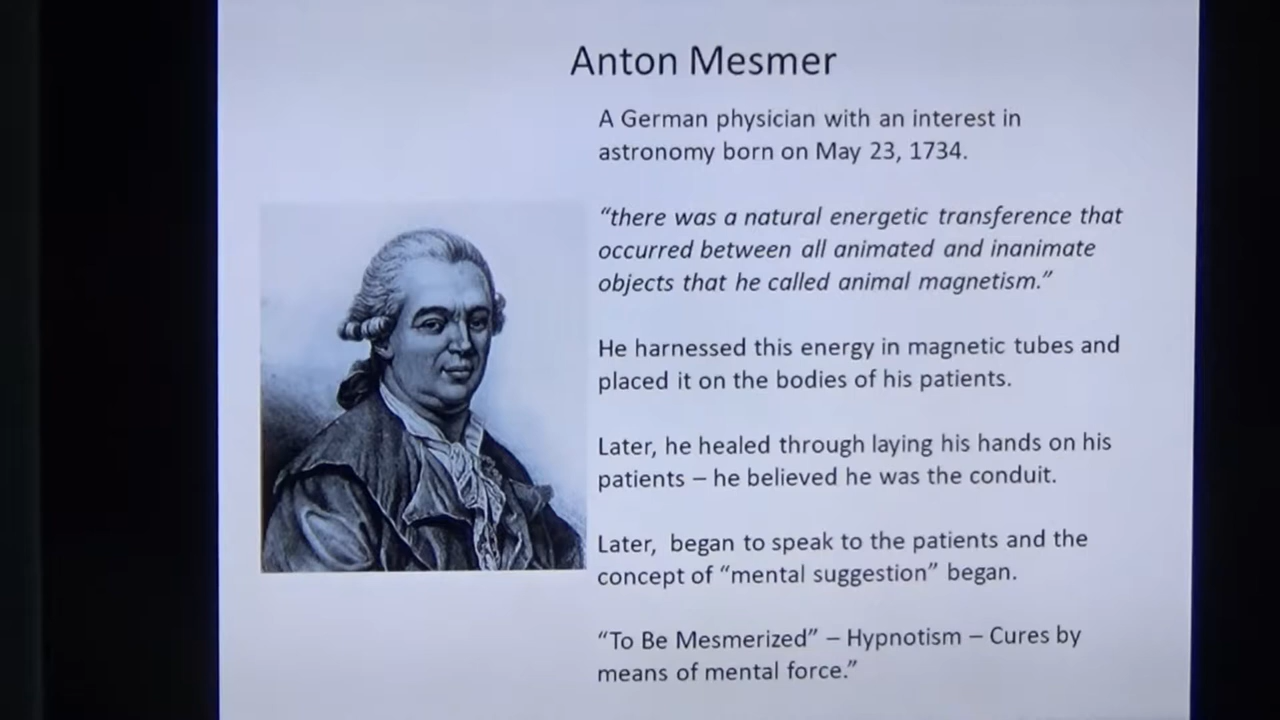 Anton Mesmer
A German physician with an interest in
astronomy born on May 23, 1734.
“there was a natural energetic transference that
occurred between all animated and inanimate
objects that he called animal magnetism.”
He harnessed this energy in magnetic tubes and
placed it on the bodies of his patients.
Later, he healed through laying his hands on his
patients – he believed he was the conduit.
Later,  began to speak to the patients and the
concept of “mental suggestion” began.
“To Be Mesmerized” – Hypnotism – Cures by
means of mental force.”